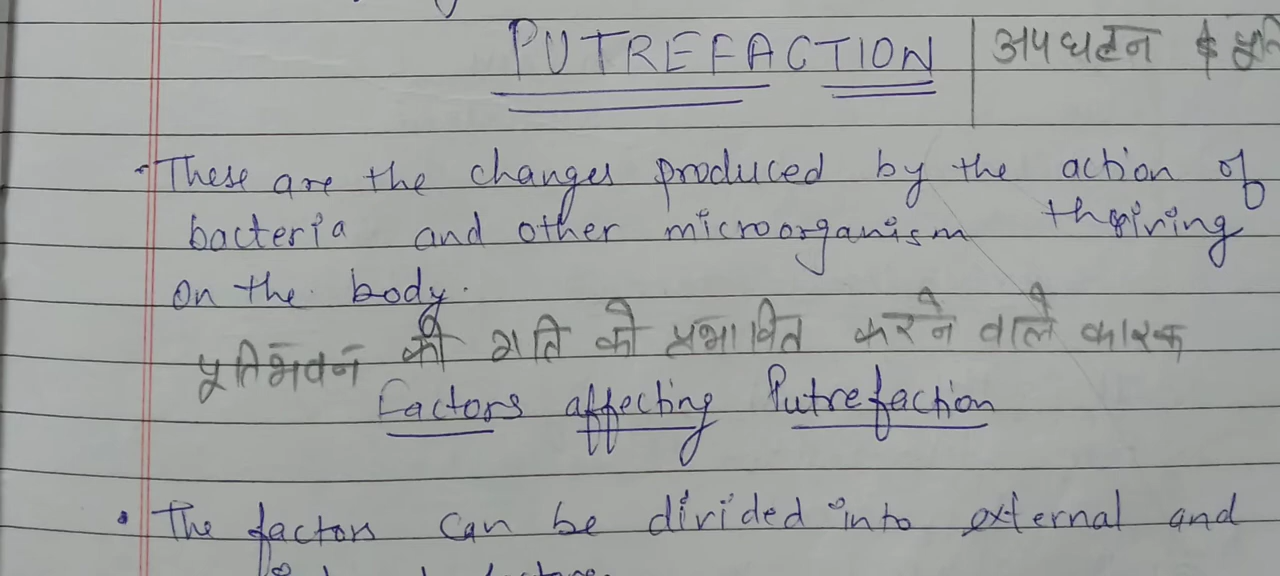 PUTREFACTION | अपघटन
• These are the changes produced by the action of
bacteria and other microorganism thriving
on the body.
पूतिभवन की गति को प्रभावित करने वाले कारक
Factors affecting Putrefaction
• The factors can be divided into external and